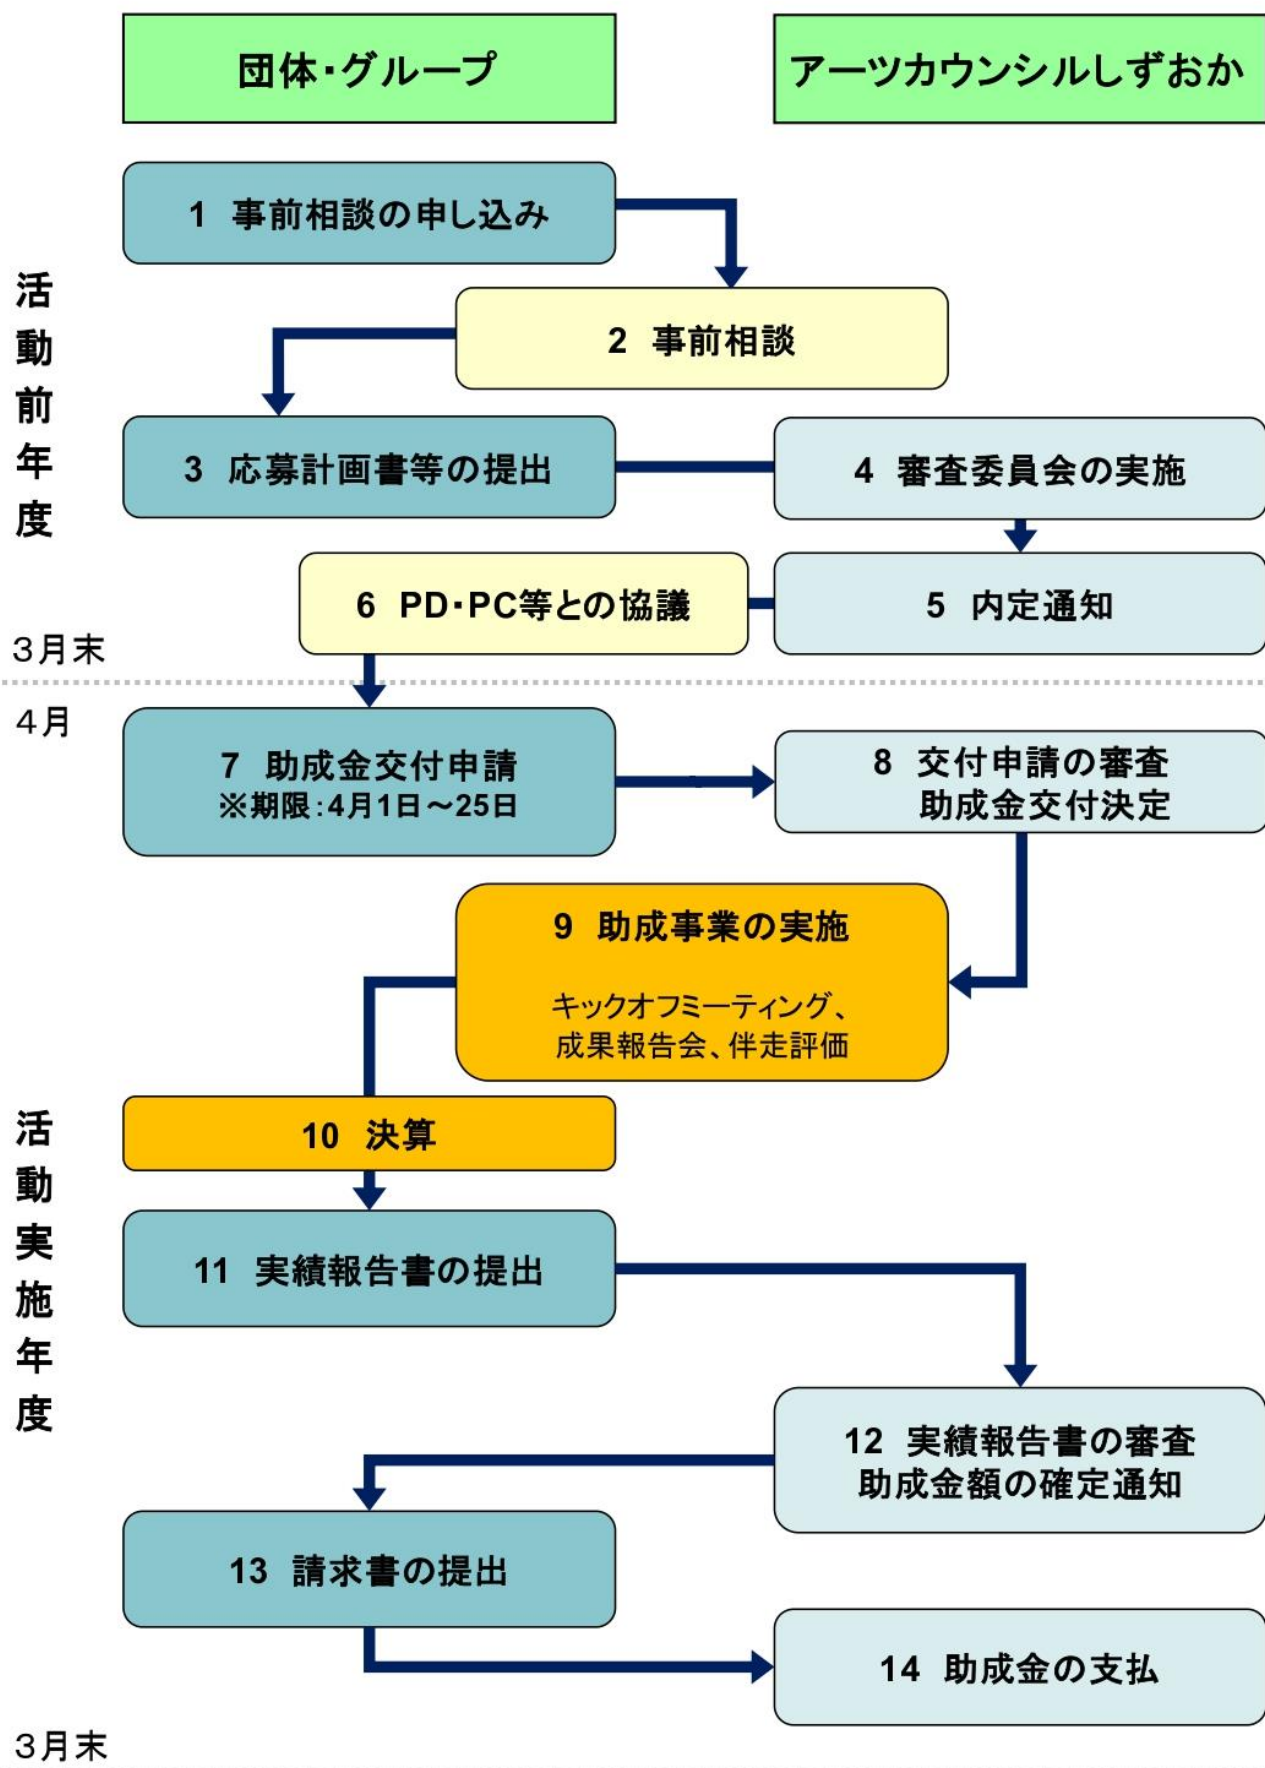 団体・グループ
アーツカウンシルしずおか
活動前年度
1 事前相談の申し込み
2 事前相談
3 応募計画書等の提出
4 審査委員会の実施
5 内定通知
6 PD・PC等との協議
3月末
4月
7 助成金交付申請
※期限：4月1日～25日
8 交付申請の審査
助成金交付決定
9 助成事業の実施
キックオフミーティング、
成果報告会、伴走評価
活動実施年度
10 決算
11 実績報告書の提出
12 実績報告書の審査
助成金額の確定通知
13 請求書の提出
14 助成金の支払
3月末